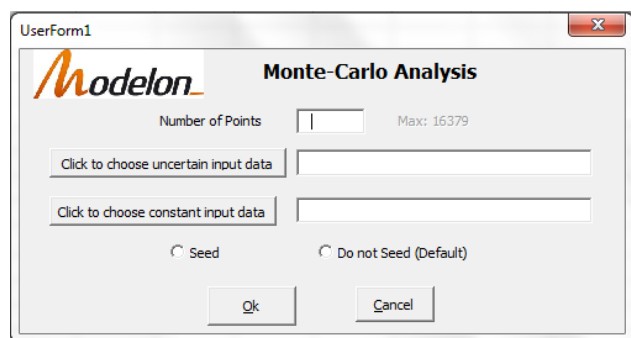 UserForm1
Modelon
Monte-Carlo Analysis
Number of Points Max: 16379
Click to choose uncertain input data
Click to choose constant input data
Seed Do not Seed (Default)
Ok Cancel